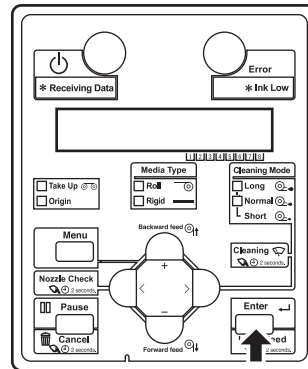 Error
* Receiving Data
* Ink Low
1 2 3 4 5 6 7 8
Media Type
Cleaning Mode
Take Up
Roll
Long
Origin
Rigid
Normal
Short
Menu
Backward feed
Cleaning
2 seconds.
Nozzle Check
2 seconds.
+
< >
−
Pause
Enter
Cancel
2 seconds.
Forward feed
eed
2 seconds.